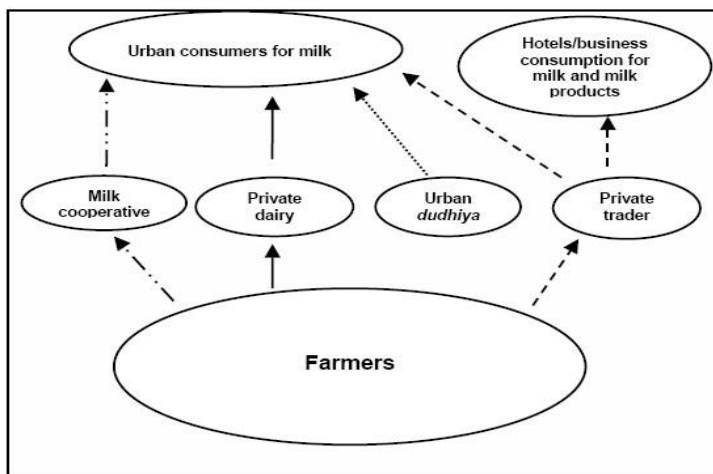 Urban consumers for milk
Hotels/business
consumption for
milk and milk
products
Milk
cooperative
Private
dairy
Urban
dudhiya
Private
trader
Farmers